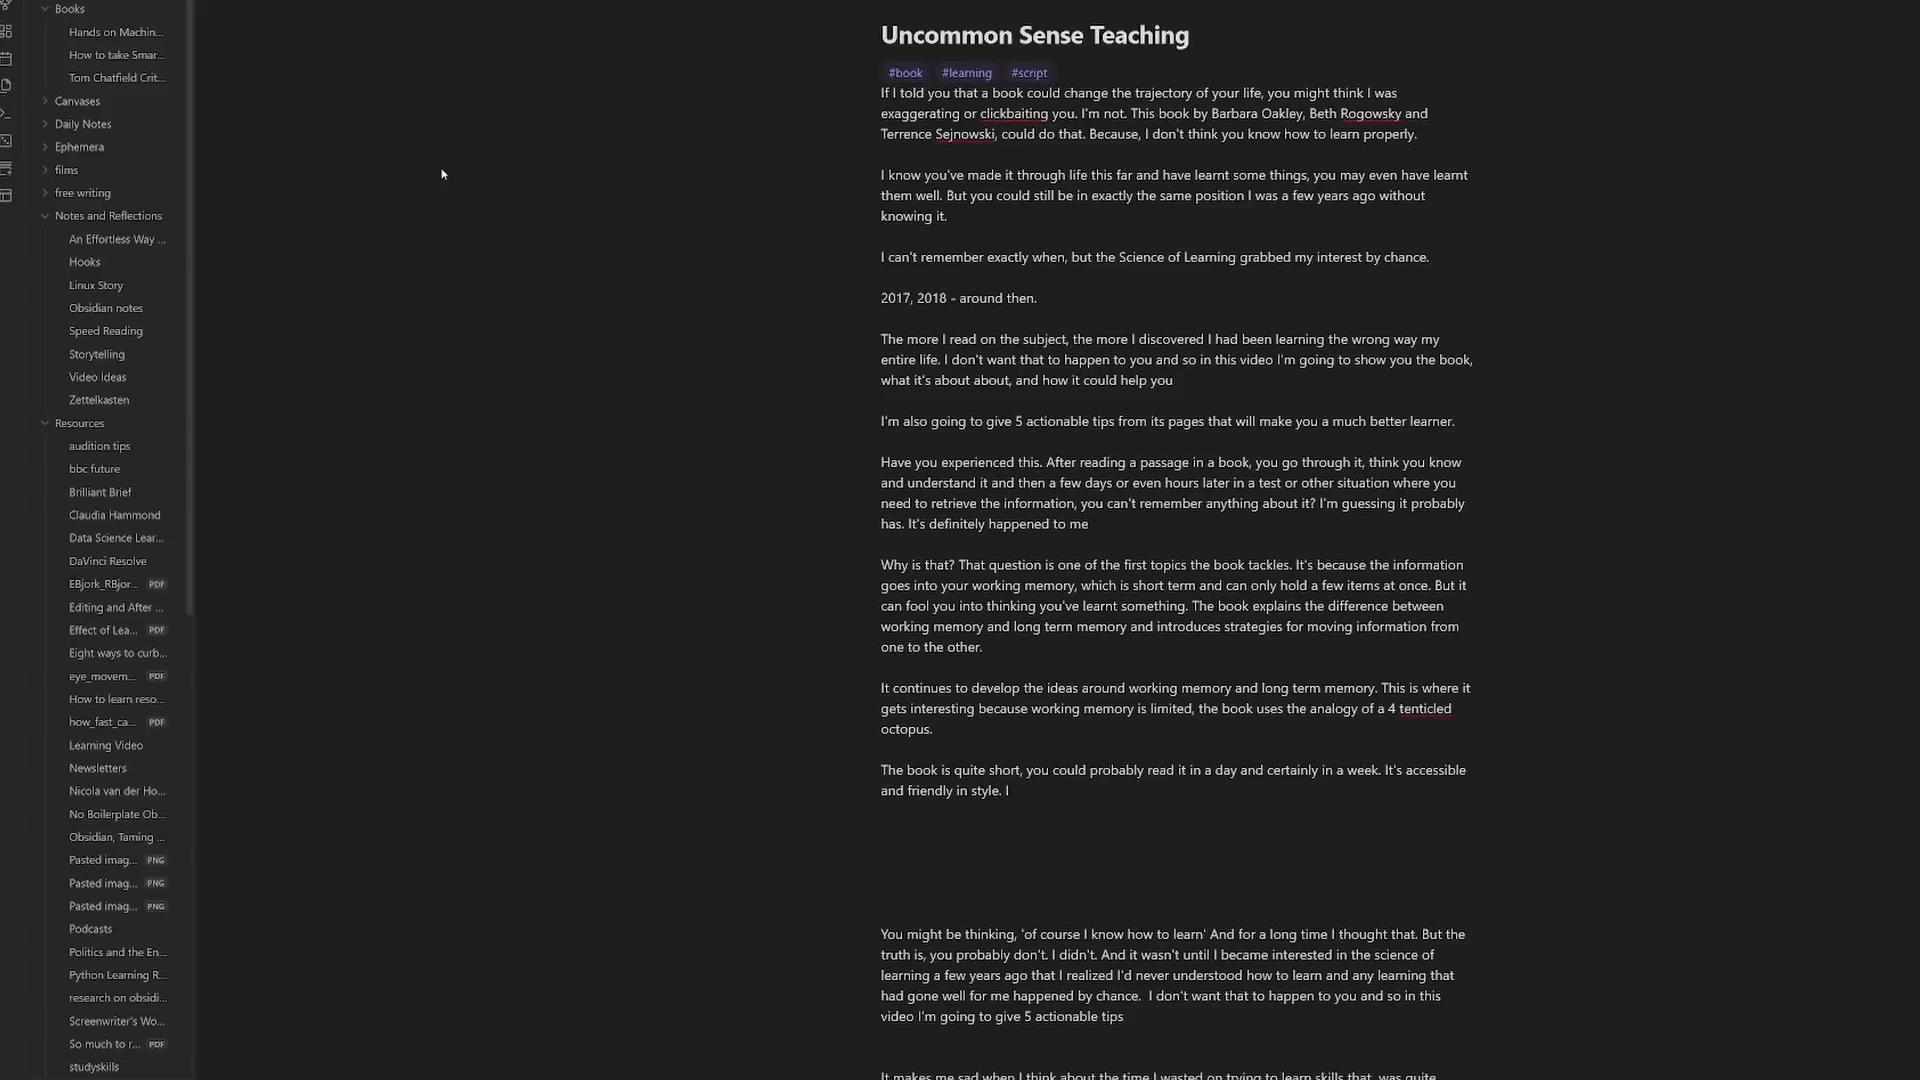 Books
Hands on Machin...
How to take Smar...
Tom Chatfield Crit...
Canvases
Daily Notes
Ephemera
films
free writing
Notes and Reflections
An Effortless Way ...
Hooks
Linux Story
Obsidian notes
Speed Reading
Storytelling
Video Ideas
Zettelkasten
Resources
audition tips
bbc future
Brilliant Brief
Claudia Hammond
Data Science Lear...
DaVinci Resolve
EBjork_RBjor... PDF
Editing and After ...
Effect of Lea... PDF
Eight ways to curb...
eye_movem... PDF
How to learn reso...
how_fast_ca... PDF
Learning Video
Newsletters
Nicola van der Ho...
No Boilerplate Ob...
Obsidian, Taming ...
Pasted imag... PNG
Pasted imag... PNG
Pasted imag... PNG
Podcasts
Politics and the En...
Python Learning R...
research on obsidi...
Screenwriter's Wo...
So much to r... PDF
studyskills
Uncommon Sense Teaching
#book #learning #script
If I told you that a book could change the trajectory of your life, you might think I was
exaggerating or clickbaiting you. I'm not. This book by Barbara Oakley, Beth Rogowsky and
Terrence Sejnowski, could do that. Because, I don't think you know how to learn properly.
I know you've made it through life this far and have learnt some things, you may even have learnt
them well. But you could still be in exactly the same position I was a few years ago without
knowing it.
I can't remember exactly when, but the Science of Learning grabbed my interest by chance.
2017, 2018 - around then.
The more I read on the subject, the more I discovered I had been learning the wrong way my
entire life. I don't want that to happen to you and so in this video I'm going to show you the book,
what it's about about, and how it could help you
I'm also going to give 5 actionable tips from its pages that will make you a much better learner.
Have you experienced this. After reading a passage in a book, you go through it, think you know
and understand it and then a few days or even hours later in a test or other situation where you
need to retrieve the information, you can't remember anything about it? I'm guessing it probably
has. It's definitely happened to me
Why is that? That question is one of the first topics the book tackles. It's because the information
goes into your working memory, which is short term and can only hold a few items at once. But it
can fool you into thinking you've learnt something. The book explains the difference between
working memory and long term memory and introduces strategies for moving information from
one to the other.
It continues to develop the ideas around working memory and long term memory. This is where it
gets interesting because working memory is limited, the book uses the analogy of a 4 tenticled
octopus.
The book is quite short, you could probably read it in a day and certainly in a week. It's accessible
and friendly in style. I
You might be thinking, 'of course I know how to learn' And for a long time I thought that. But the
truth is, you probably don't. I didn't. And it wasn't until I became interested in the science of
learning a few years ago that I realized I'd never understood how to learn and any learning that
had gone well for me happened by chance.  I don't want that to happen to you and so in this
video I'm going to give 5 actionable tips
It makes me sad when I think about the time I wasted on trying to learn skills that, was quite